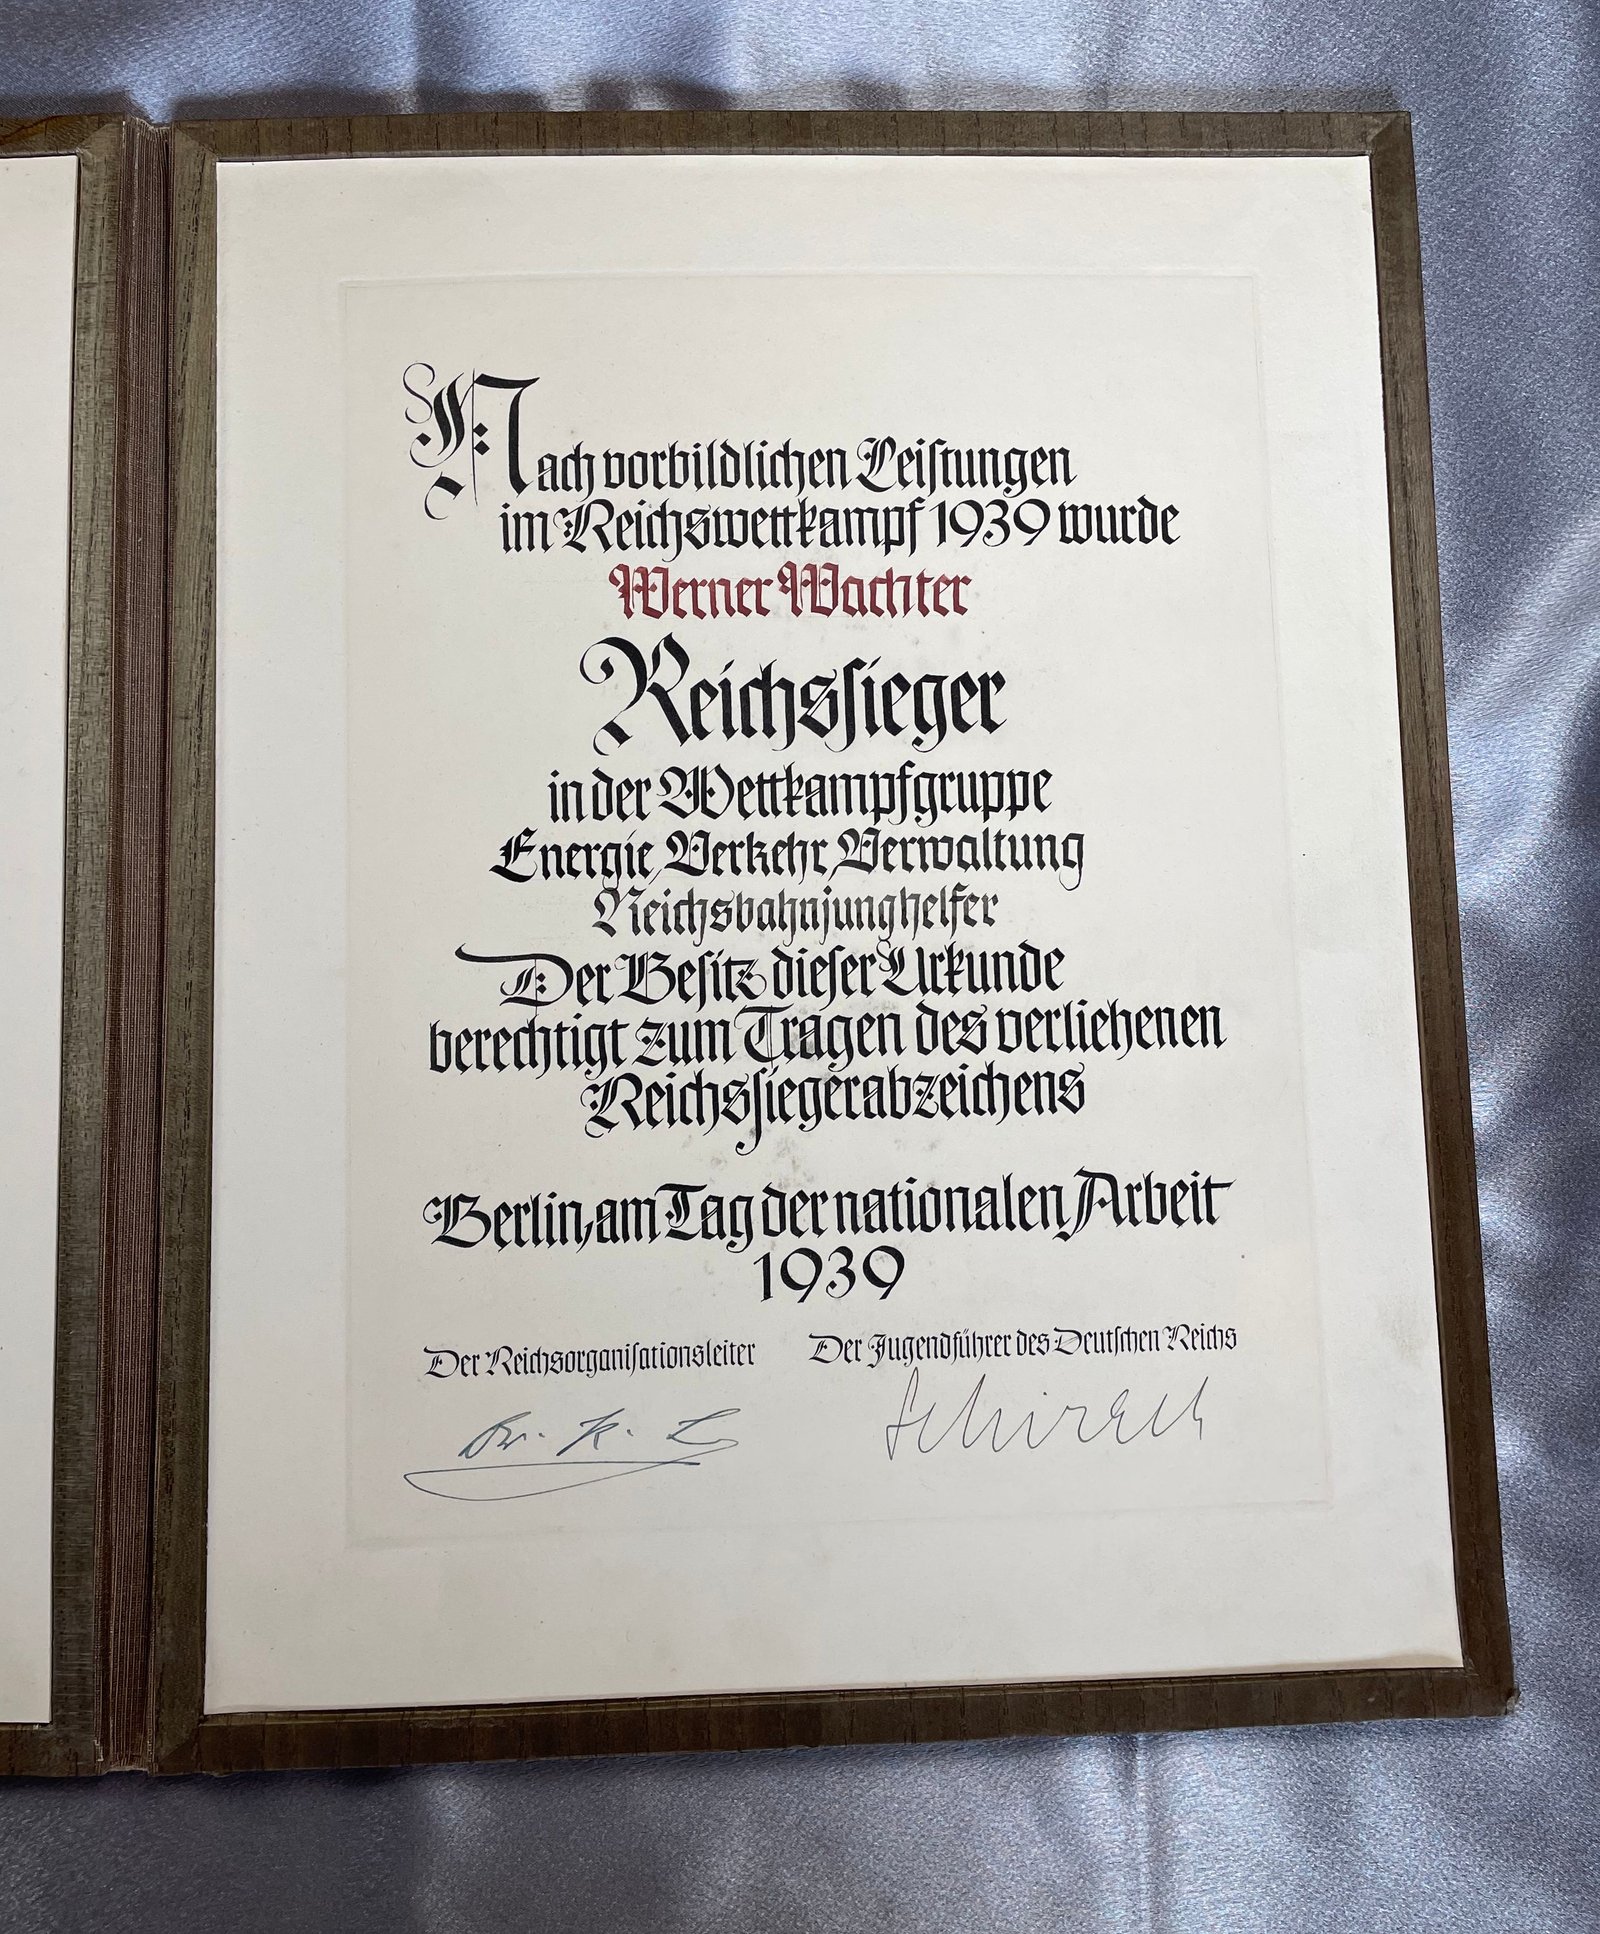 Nach vorbildlichen Leiſtungen
im Reichswettkampf 1939 wurde
Werner Wachter
Reichsſieger
in der Wettkampfgruppe
Energie, Verkehr, Verwaltung
Reichsbahnjunghelfer
Der Beſitz dieſer Urkunde
berechtigt zum Tragen des verliehenen
Reichsſiegerabzeichens
Berlin, am Tag der nationalen Arbeit
1939
Der Reichsorganiſationsleiter Der Jugendführer des Deutſchen Reichs
Dr. R. L. Schirach